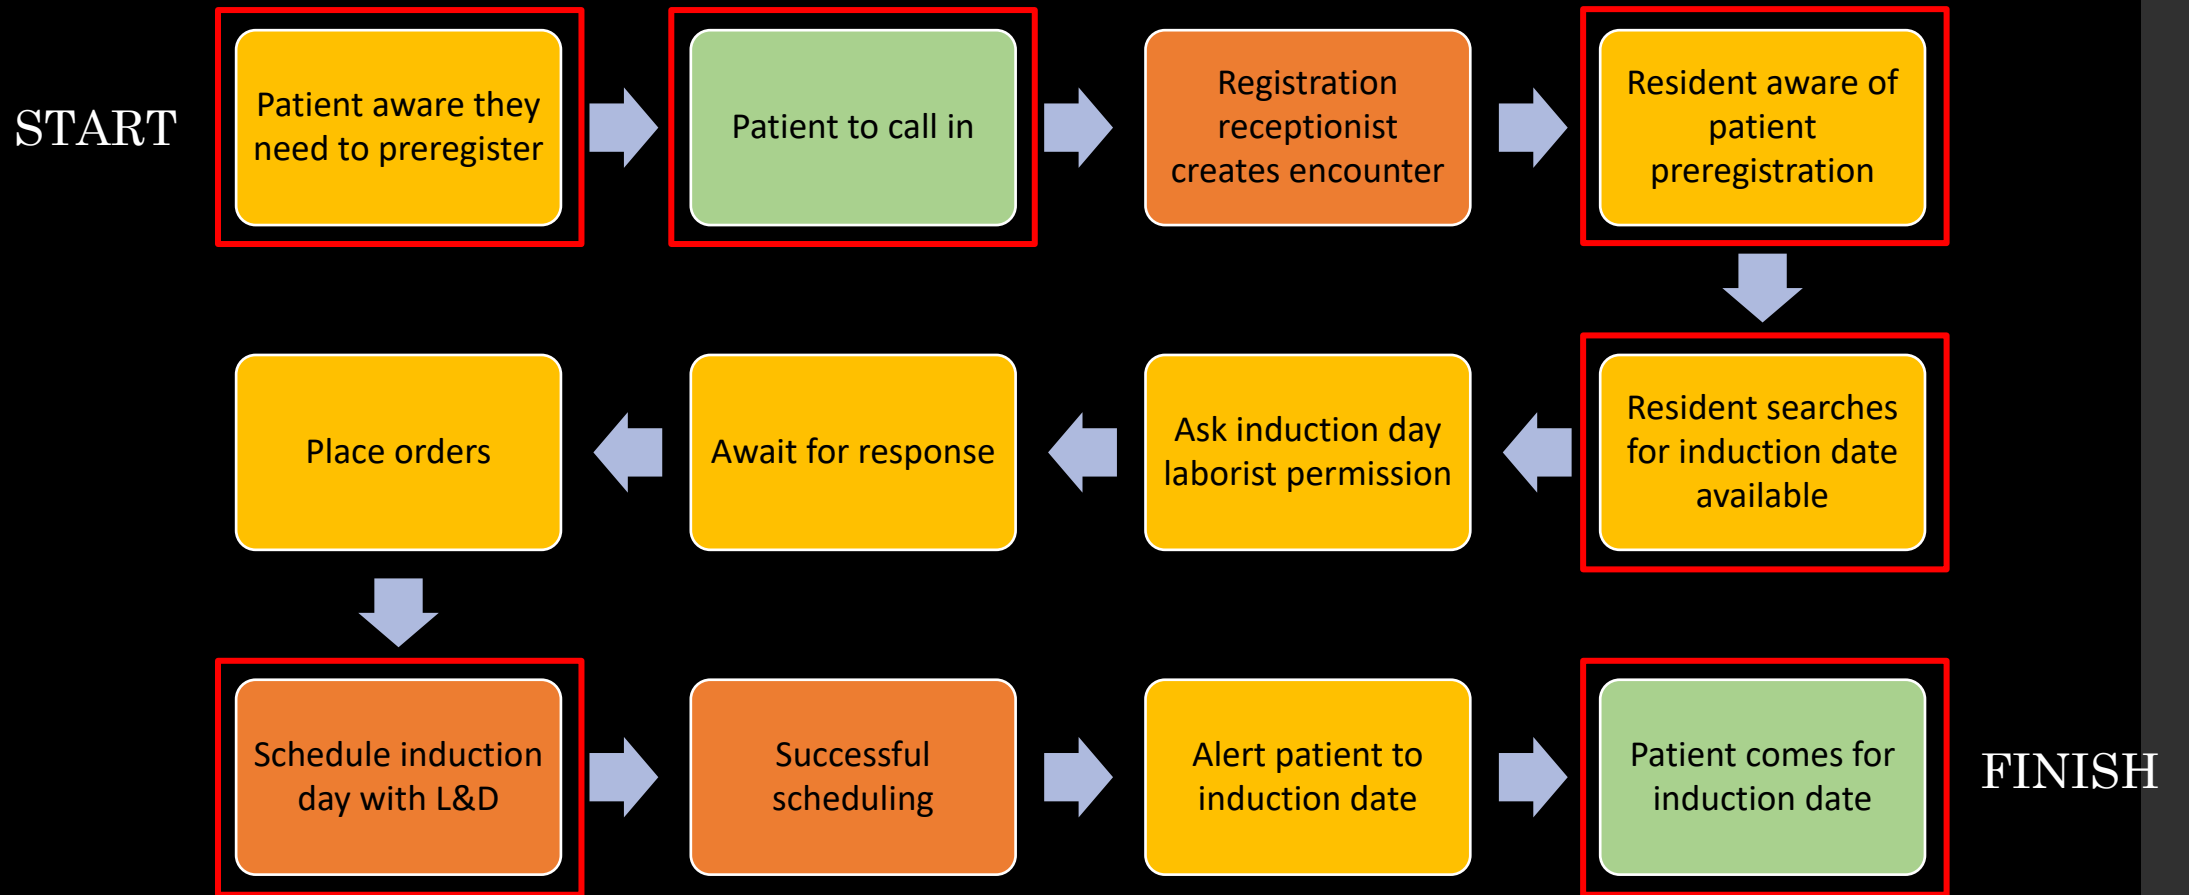 START
Patient aware they
need to preregister
Patient to call in
Registration
receptionist
creates encounter
Resident aware of
patient
preregistration
Resident searches
for induction date
available
Ask induction day
laborist permission
Await for response
Place orders
Schedule induction
day with L&D
Successful
scheduling
Alert patient to
induction date
Patient comes for
induction date
FINISH